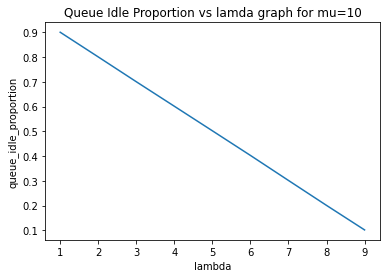 Queue Idle Proportion vs lamda graph for mu=10
0.9
0.8
0.7
0.6
0.5
0.4
0.3
0.2
0.1
queue_idle_proportion
1 2 3 4 5 6 7 8 9
lambda